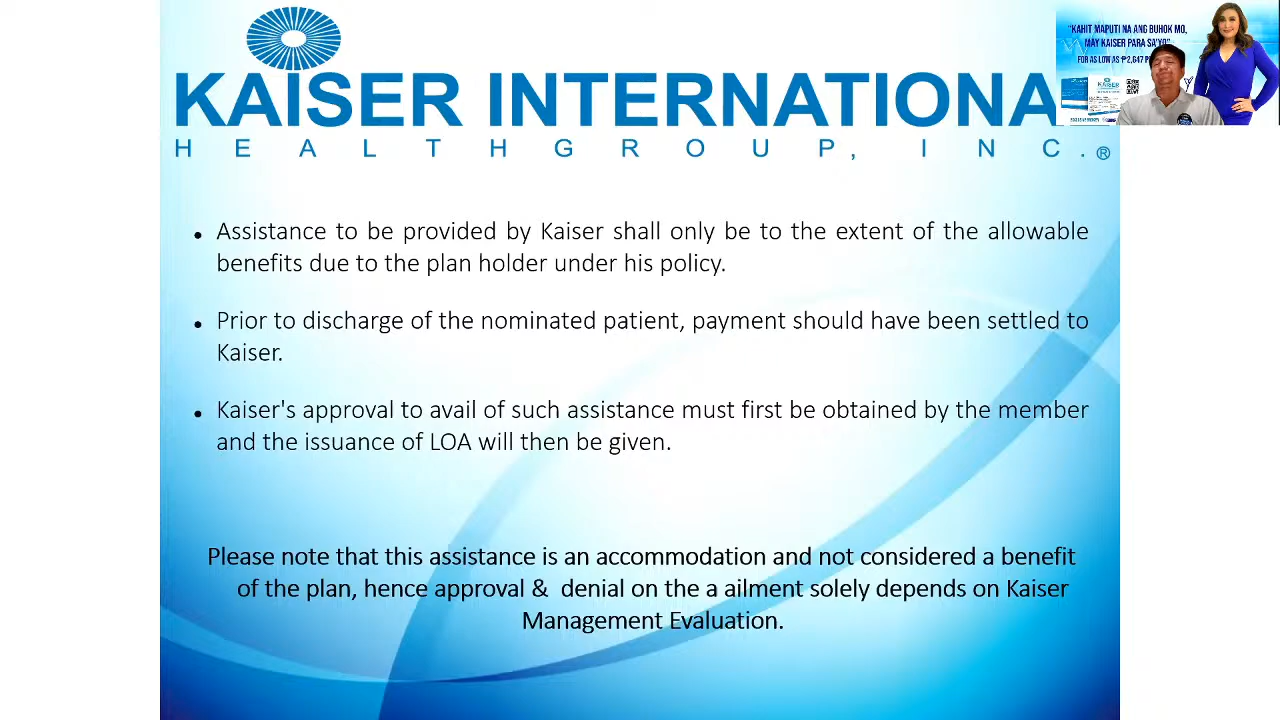 KAISER INTERNATIONA
HEALTHGROUP, INC.®
"KAHIT MAPUTI NA ANG BUHOK MO,
MAY KAISER PARA SA'YO"
FOR AS LOW AS ₱2,647
• Assistance to be provided by Kaiser shall only be to the extent of the allowable
benefits due to the plan holder under his policy.
• Prior to discharge of the nominated patient, payment should have been settled to
Kaiser.
• Kaiser's approval to avail of such assistance must first be obtained by the member
and the issuance of LOA will then be given.
Please note that this assistance is an accommodation and not considered a benefit
of the plan, hence approval & denial on the a ailment solely depends on Kaiser
Management Evaluation.